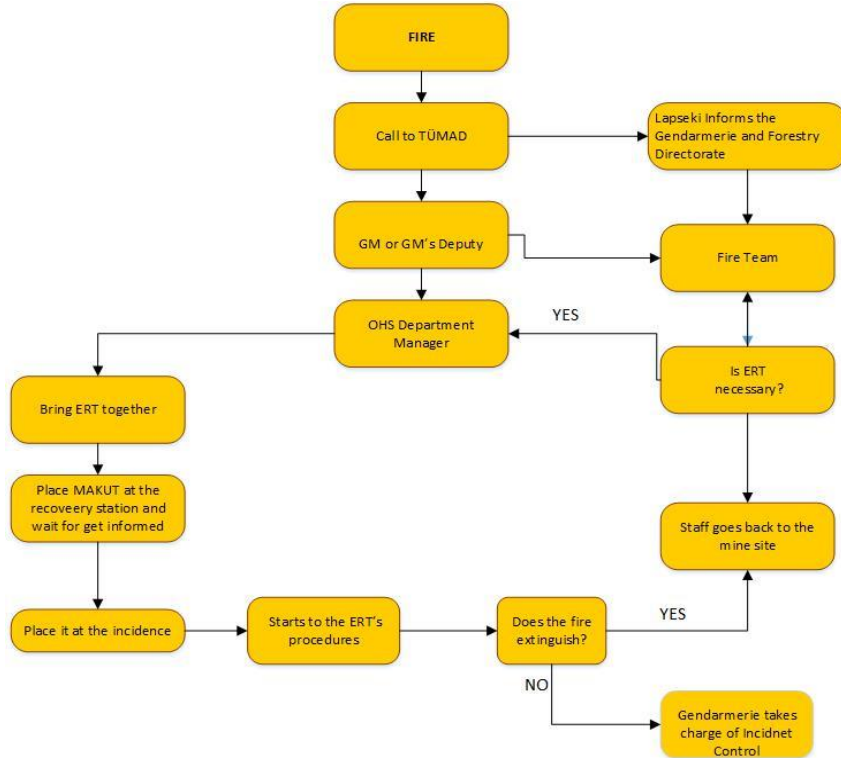 FIRE
Call to TÜMAD
Lapseki Informs the
Gendarmerie and Forestry
Directorate
GM or GM's Deputy
Fire Team
OHS Department
Manager
YES
Is ERT
necessary?
Bring ERT together
Place MAKUT at the
recoveery station and
wait for get informed
Staff goes back to the
mine site
Place it at the incidence
Starts to the ERT's
procedures
Does the fire
extinguish?
YES
NO
Gendarmerie takes
charge of Incidnet
Control